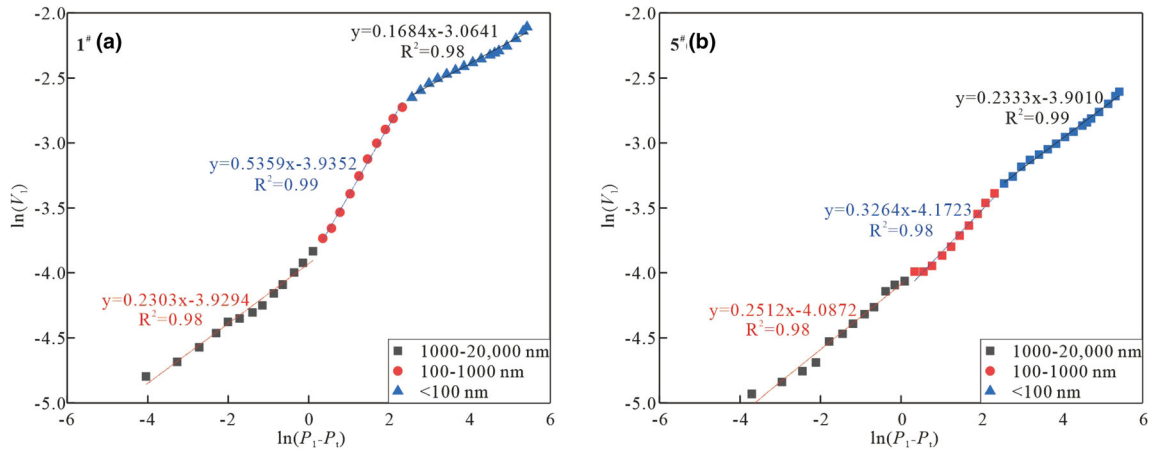 1# (a)
y=0.1684x-3.0641
R²=0.98
y=0.5359x-3.9352
R²=0.99
y=0.2303x-3.9294
R²=0.98
1000-20,000 nm
100-1000 nm
<100 nm
-2.0
-2.5
-3.0
-3.5
-4.0
-4.5
-5.0
ln(V₁)
-6 -4 -2 0 2 4 6
ln(P₁-Pₜ)
5# (b)
y=0.2333x-3.9010
R²=0.99
y=0.3264x-4.1723
R²=0.98
y=0.2512x-4.0872
R²=0.98
1000-20,000 nm
100-1000 nm
<100 nm
-2.0
-2.5
-3.0
-3.5
-4.0
-4.5
-5.0
ln(V₁)
-6 -4 -2 0 2 4 6
ln(P₁-Pₜ)